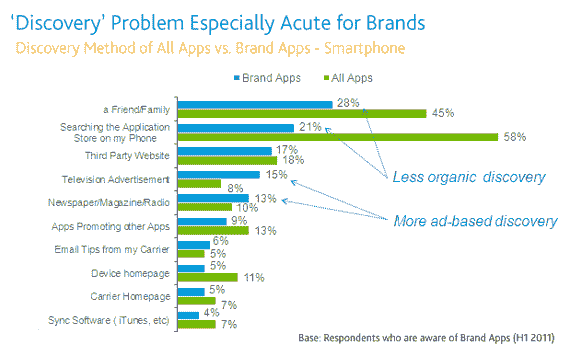 ‘Discovery’ Problem Especially Acute for Brands
Discovery Method of All Apps vs. Brand Apps - Smartphone
Brand Apps All Apps
a Friend/Family 28%
45%
Searching the Application
Store on my Phone
21%
58%
Third Party Website 17%
18%
Television Advertisement 15%
8%
Newspaper/Magazine/Radio 13%
10%
Apps Promoting other Apps 9%
13%
Email Tips from my Carrier 6%
5%
Device homepage 5%
11%
Carrier Homepage 5%
7%
Sync Software ( iTunes, etc) 4%
7%
Less organic discovery
More ad-based discovery
Base: Respondents who are aware of Brand Apps (H1 2011)